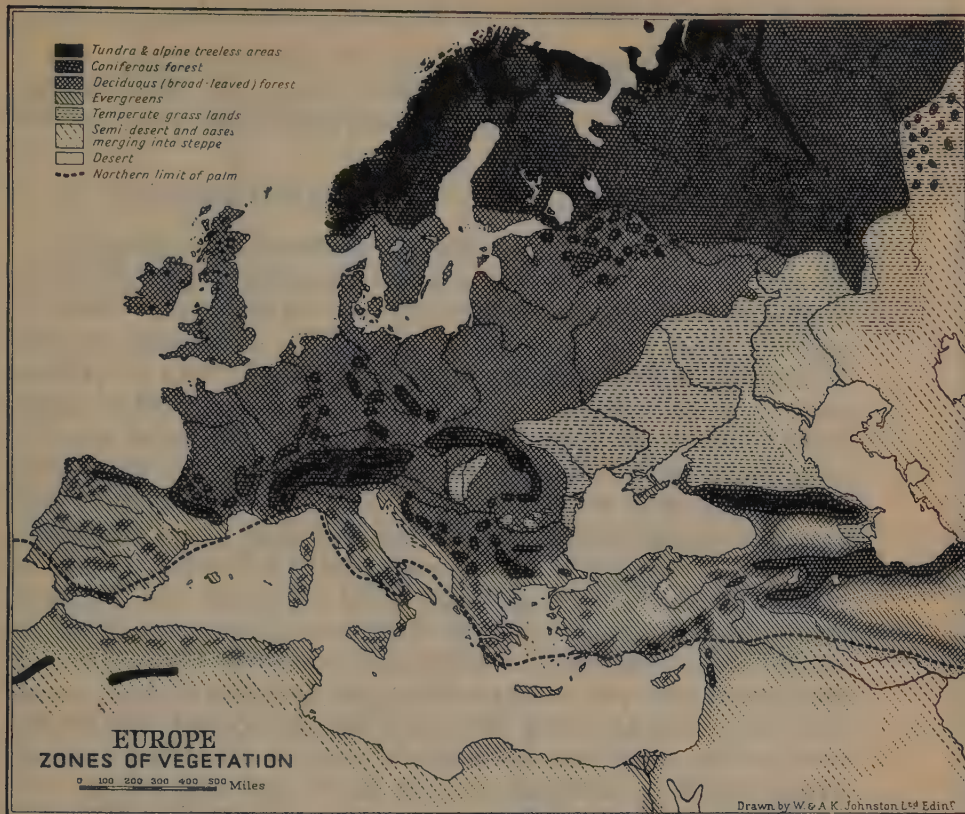 Tundra & alpine treeless areas
Coniferous forest
Deciduous (broad-leaved) forest
Evergreens
Temperate grass lands
Semi desert and oases
merging into steppe
Desert
Northern limit of palm
EUROPE
ZONES OF VEGETATION
0 100 200 300 400 500 Miles
Drawn by W. & A. K. Johnston Ltd Edinr